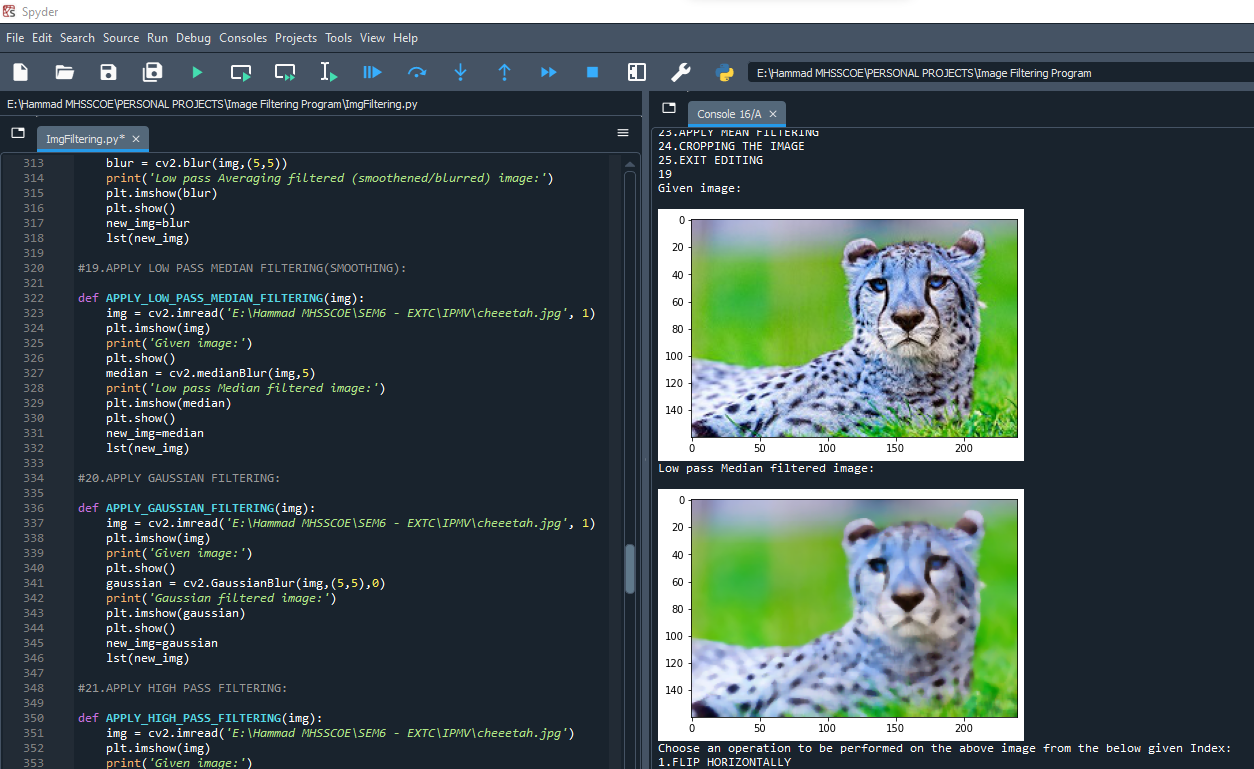 Spyder
File Edit Search Source Run Debug Consoles Projects Tools View Help
E:\Hammad MHSSCOE\PERSONAL PROJECTS\Image Filtering Program
E:\Hammad MHSSCOE\PERSONAL PROJECTS\Image Filtering Program\ImgFiltering.py
ImgFiltering.py*
313 blur = cv2.blur(img,(5,5))
314 print('Low pass Averaging filtered (smoothened/blurred) image:')
315 plt.imshow(blur)
316 plt.show()
317 new_img=blur
318 lst(new_img)
319
320 #19.APPLY LOW PASS MEDIAN FILTERING(SMOOTHING):
321
322 def APPLY_LOW_PASS_MEDIAN_FILTERING(img):
323 img = cv2.imread('E:\Hammad MHSSCOE\SEM6 - EXTC\IPMV\cheeetah.jpg', 1)
324 plt.imshow(img)
325 print('Given image:')
326 plt.show()
327 median = cv2.medianBlur(img,5)
328 print('Low pass Median filtered image:')
329 plt.imshow(median)
330 plt.show()
331 new_img=median
332 lst(new_img)
333
334 #20.APPLY GAUSSIAN FILTERING:
335
336 def APPLY_GAUSSIAN_FILTERING(img):
337 img = cv2.imread('E:\Hammad MHSSCOE\SEM6 - EXTC\IPMV\cheeetah.jpg', 1)
338 plt.imshow(img)
339 print('Given image:')
340 plt.show()
341 gaussian = cv2.GaussianBlur(img,(5,5),0)
342 print('Gaussian filtered image:')
343 plt.imshow(gaussian)
344 plt.show()
345 new_img=gaussian
346 lst(new_img)
347
348 #21.APPLY HIGH PASS FILTERING:
349
350 def APPLY_HIGH_PASS_FILTERING(img):
351 img = cv2.imread('E:\Hammad MHSSCOE\SEM6 - EXTC\IPMV\cheeetah.jpg')
352 plt.imshow(img)
353 print('Given image:')
Console 16/A
23.APPLY MEAN FILTERING
24.CROPPING THE IMAGE
25.EXIT EDITING
19
Given image:
0
20
40
60
80
100
120
140
0 50 100 150 200
Low pass Median filtered image:
0
20
40
60
80
100
120
140
0 50 100 150 200
Choose an operation to be performed on the above image from the below given Index:
1.FLIP HORIZONTALLY